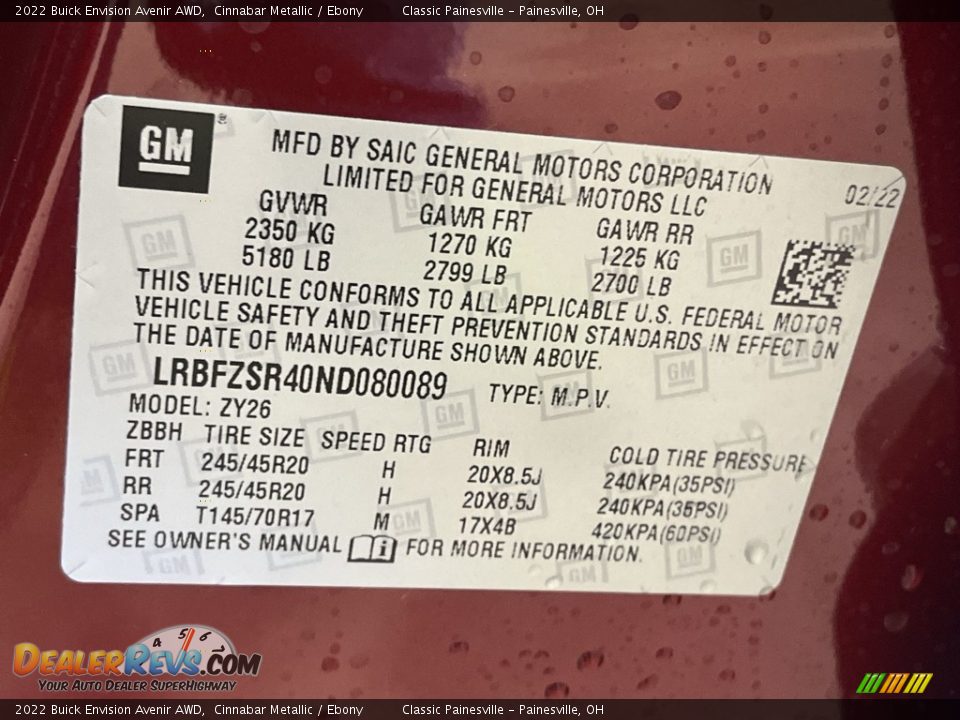 2022 Buick Envision Avenir AWD, Cinnabar Metallic / Ebony Classic Painesville - Painesville, OH
GM
MFD BY SAIC GENERAL MOTORS CORPORATION
LIMITED FOR GENERAL MOTORS LLC
02/22
GVWR GAWR FRT GAWR RR
2350 KG 1270 KG 1225 KG
5180 LB 2799 LB 2700 LB
THIS VEHICLE CONFORMS TO ALL APPLICABLE U.S. FEDERAL MOTOR
VEHICLE SAFETY AND THEFT PREVENTION STANDARDS IN EFFECT ON
THE DATE OF MANUFACTURE SHOWN ABOVE.
LRBFZSR40ND080089 TYPE: M.P.V.
MODEL: ZY26
ZBBH TIRE SIZE SPEED RTG RIM COLD TIRE PRESSURE
FRT 245/45R20 H 20X8.5J 240KPA(35PSI)
RR 245/45R20 H 20X8.5J 240KPA(35PSI)
SPA T145/70R17 M 17X4B 420KPA(60PSI)
SEE OWNER'S MANUAL i FOR MORE INFORMATION.
4 5 6
DEALERREVS.COM
YOUR AUTO DEALER SUPERHIGHWAY
2022 Buick Envision Avenir AWD, Cinnabar Metallic / Ebony Classic Painesville - Painesville, OH